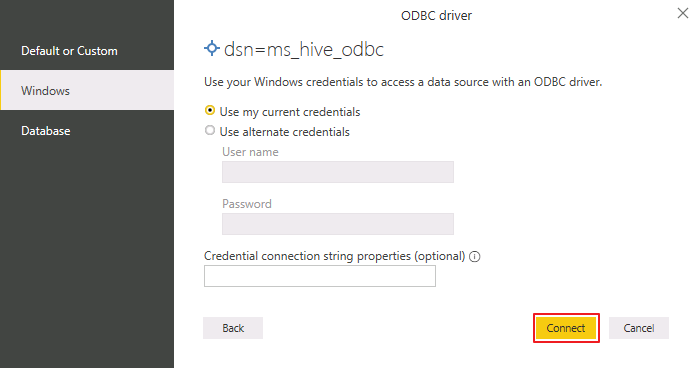 ODBC driver
Default or Custom
Windows
Database
dsn=ms_hive_odbc
Use your Windows credentials to access a data source with an ODBC driver.
Use my current credentials
Use alternate credentials
User name
Password
Credential connection string properties (optional)
Back
Connect
Cancel